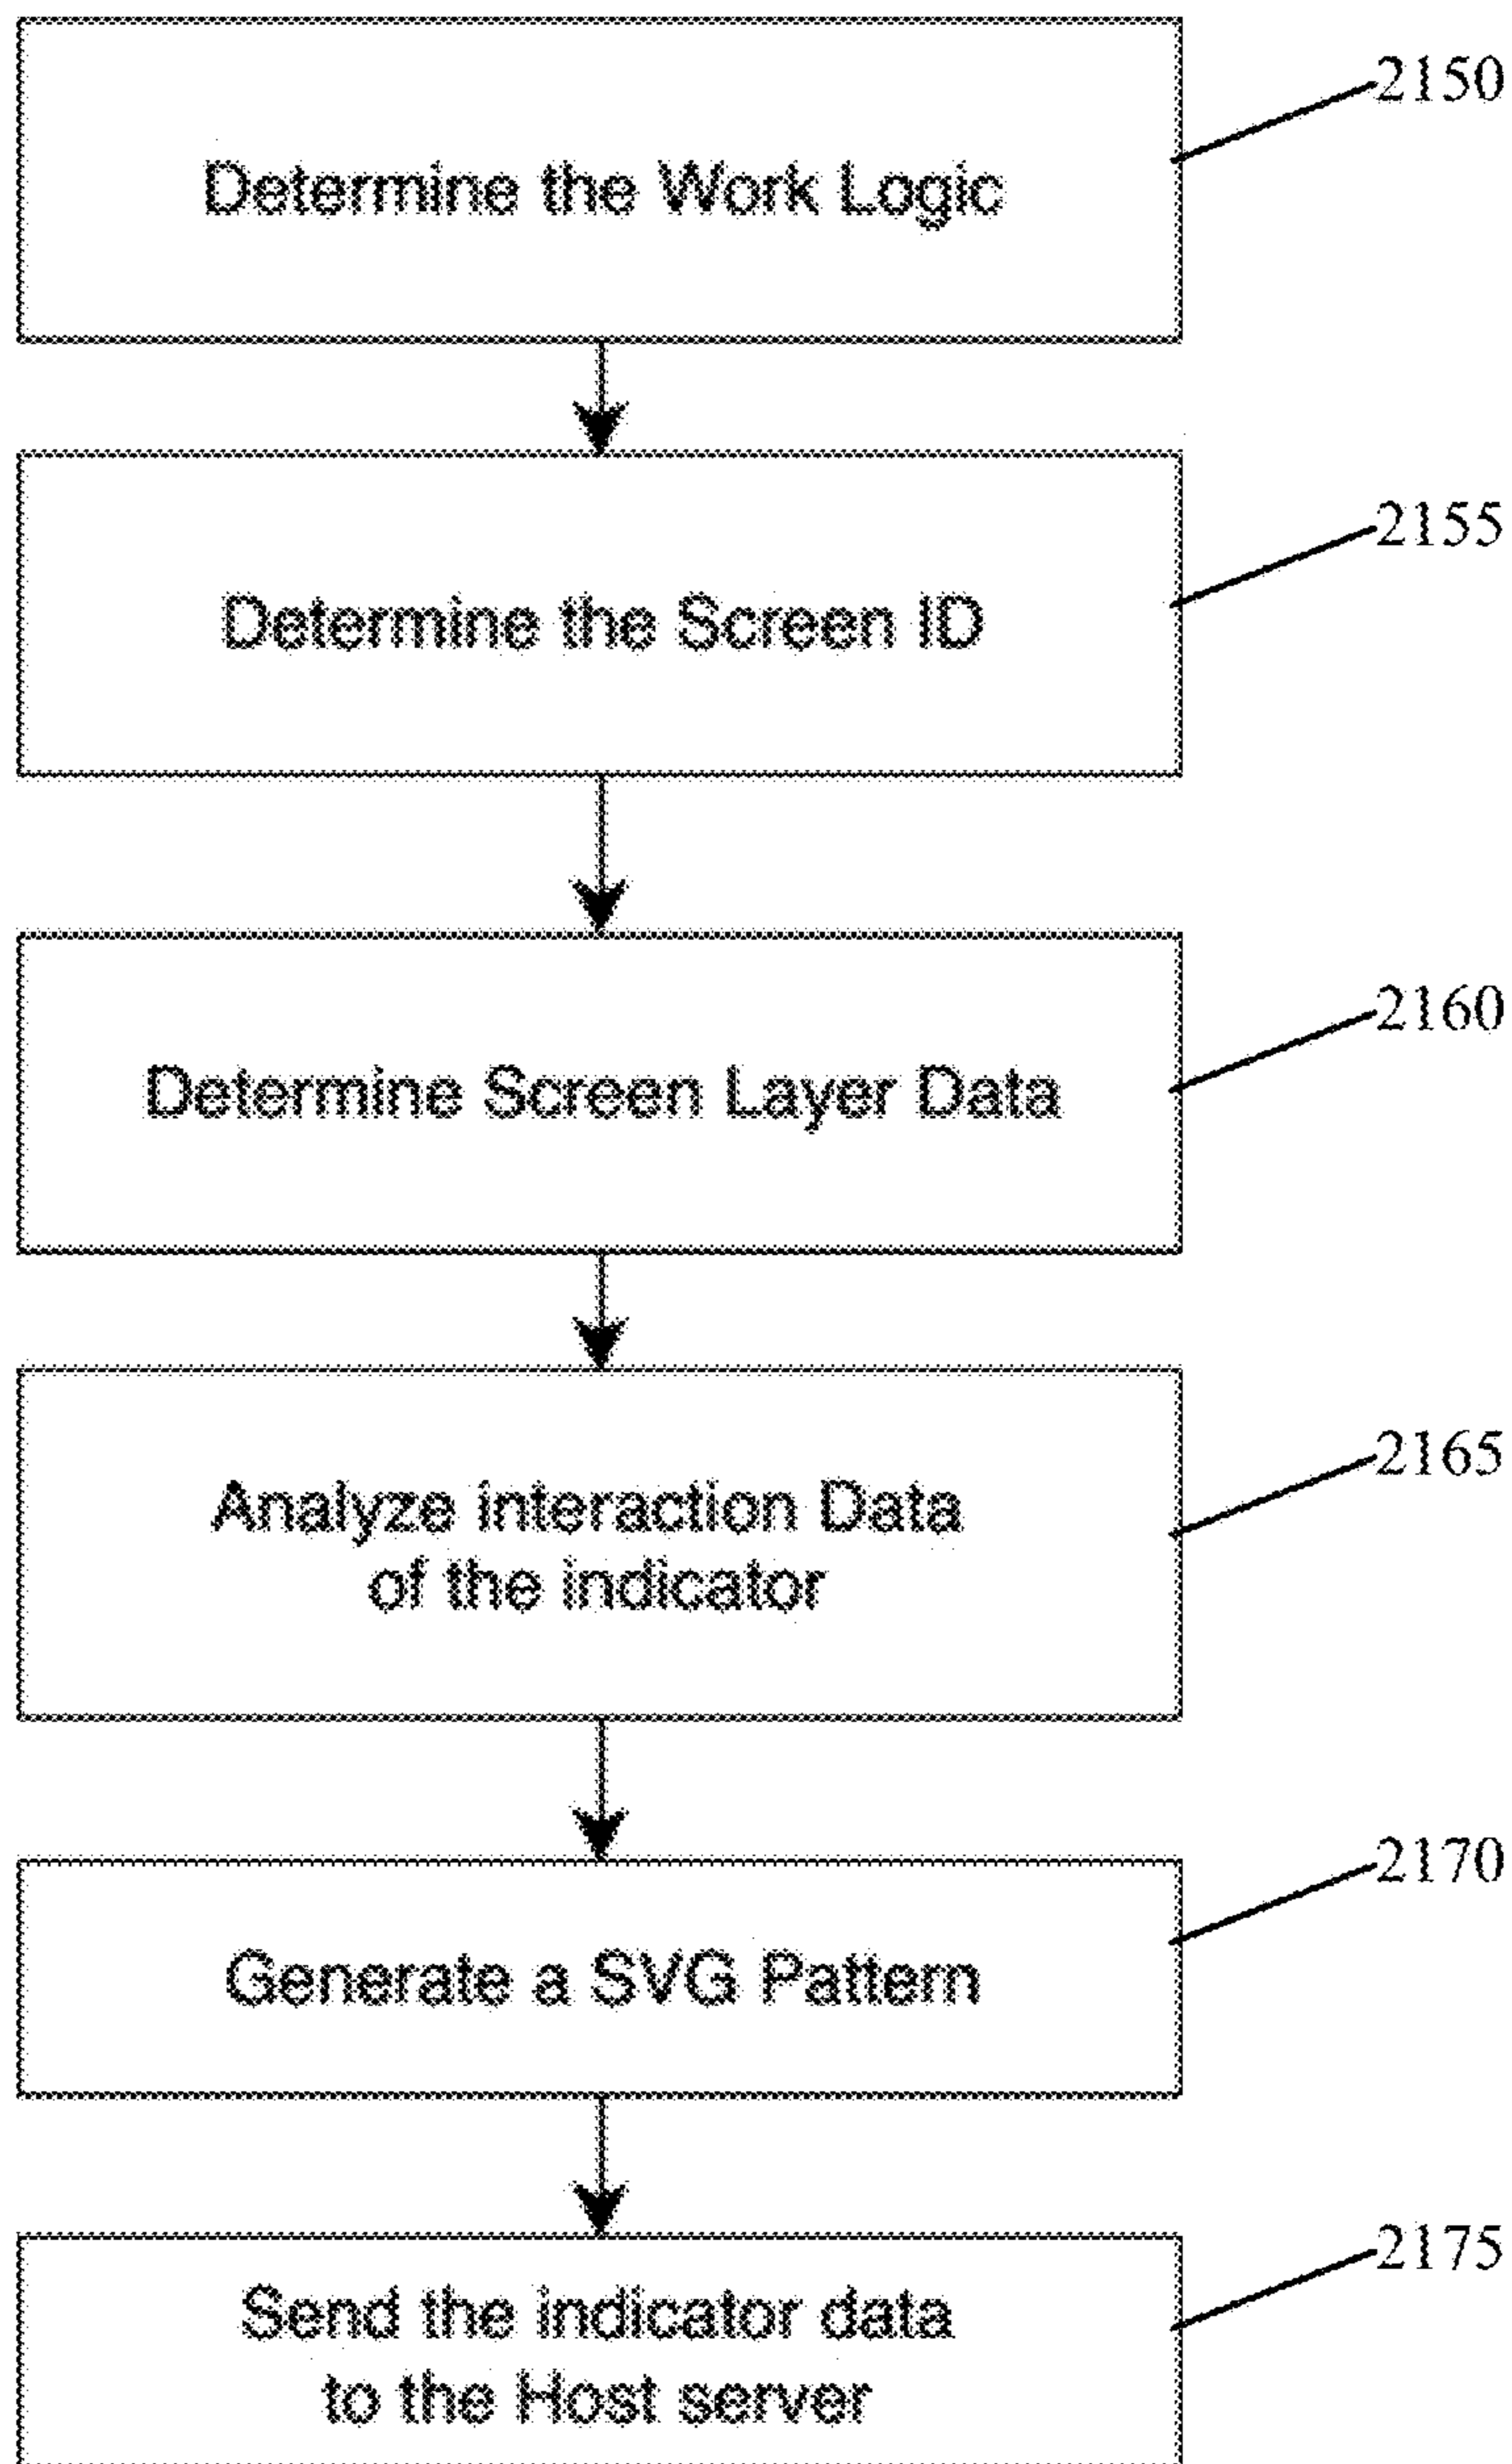 2150
Determine the Work Logic
2155
Determine the Screen ID
2160
Determine Screen Layer Data
2165
Analyze interaction Data
of the indicator
2170
Generate a SVG Pattern
2175
Send the indicator data
to the Host server